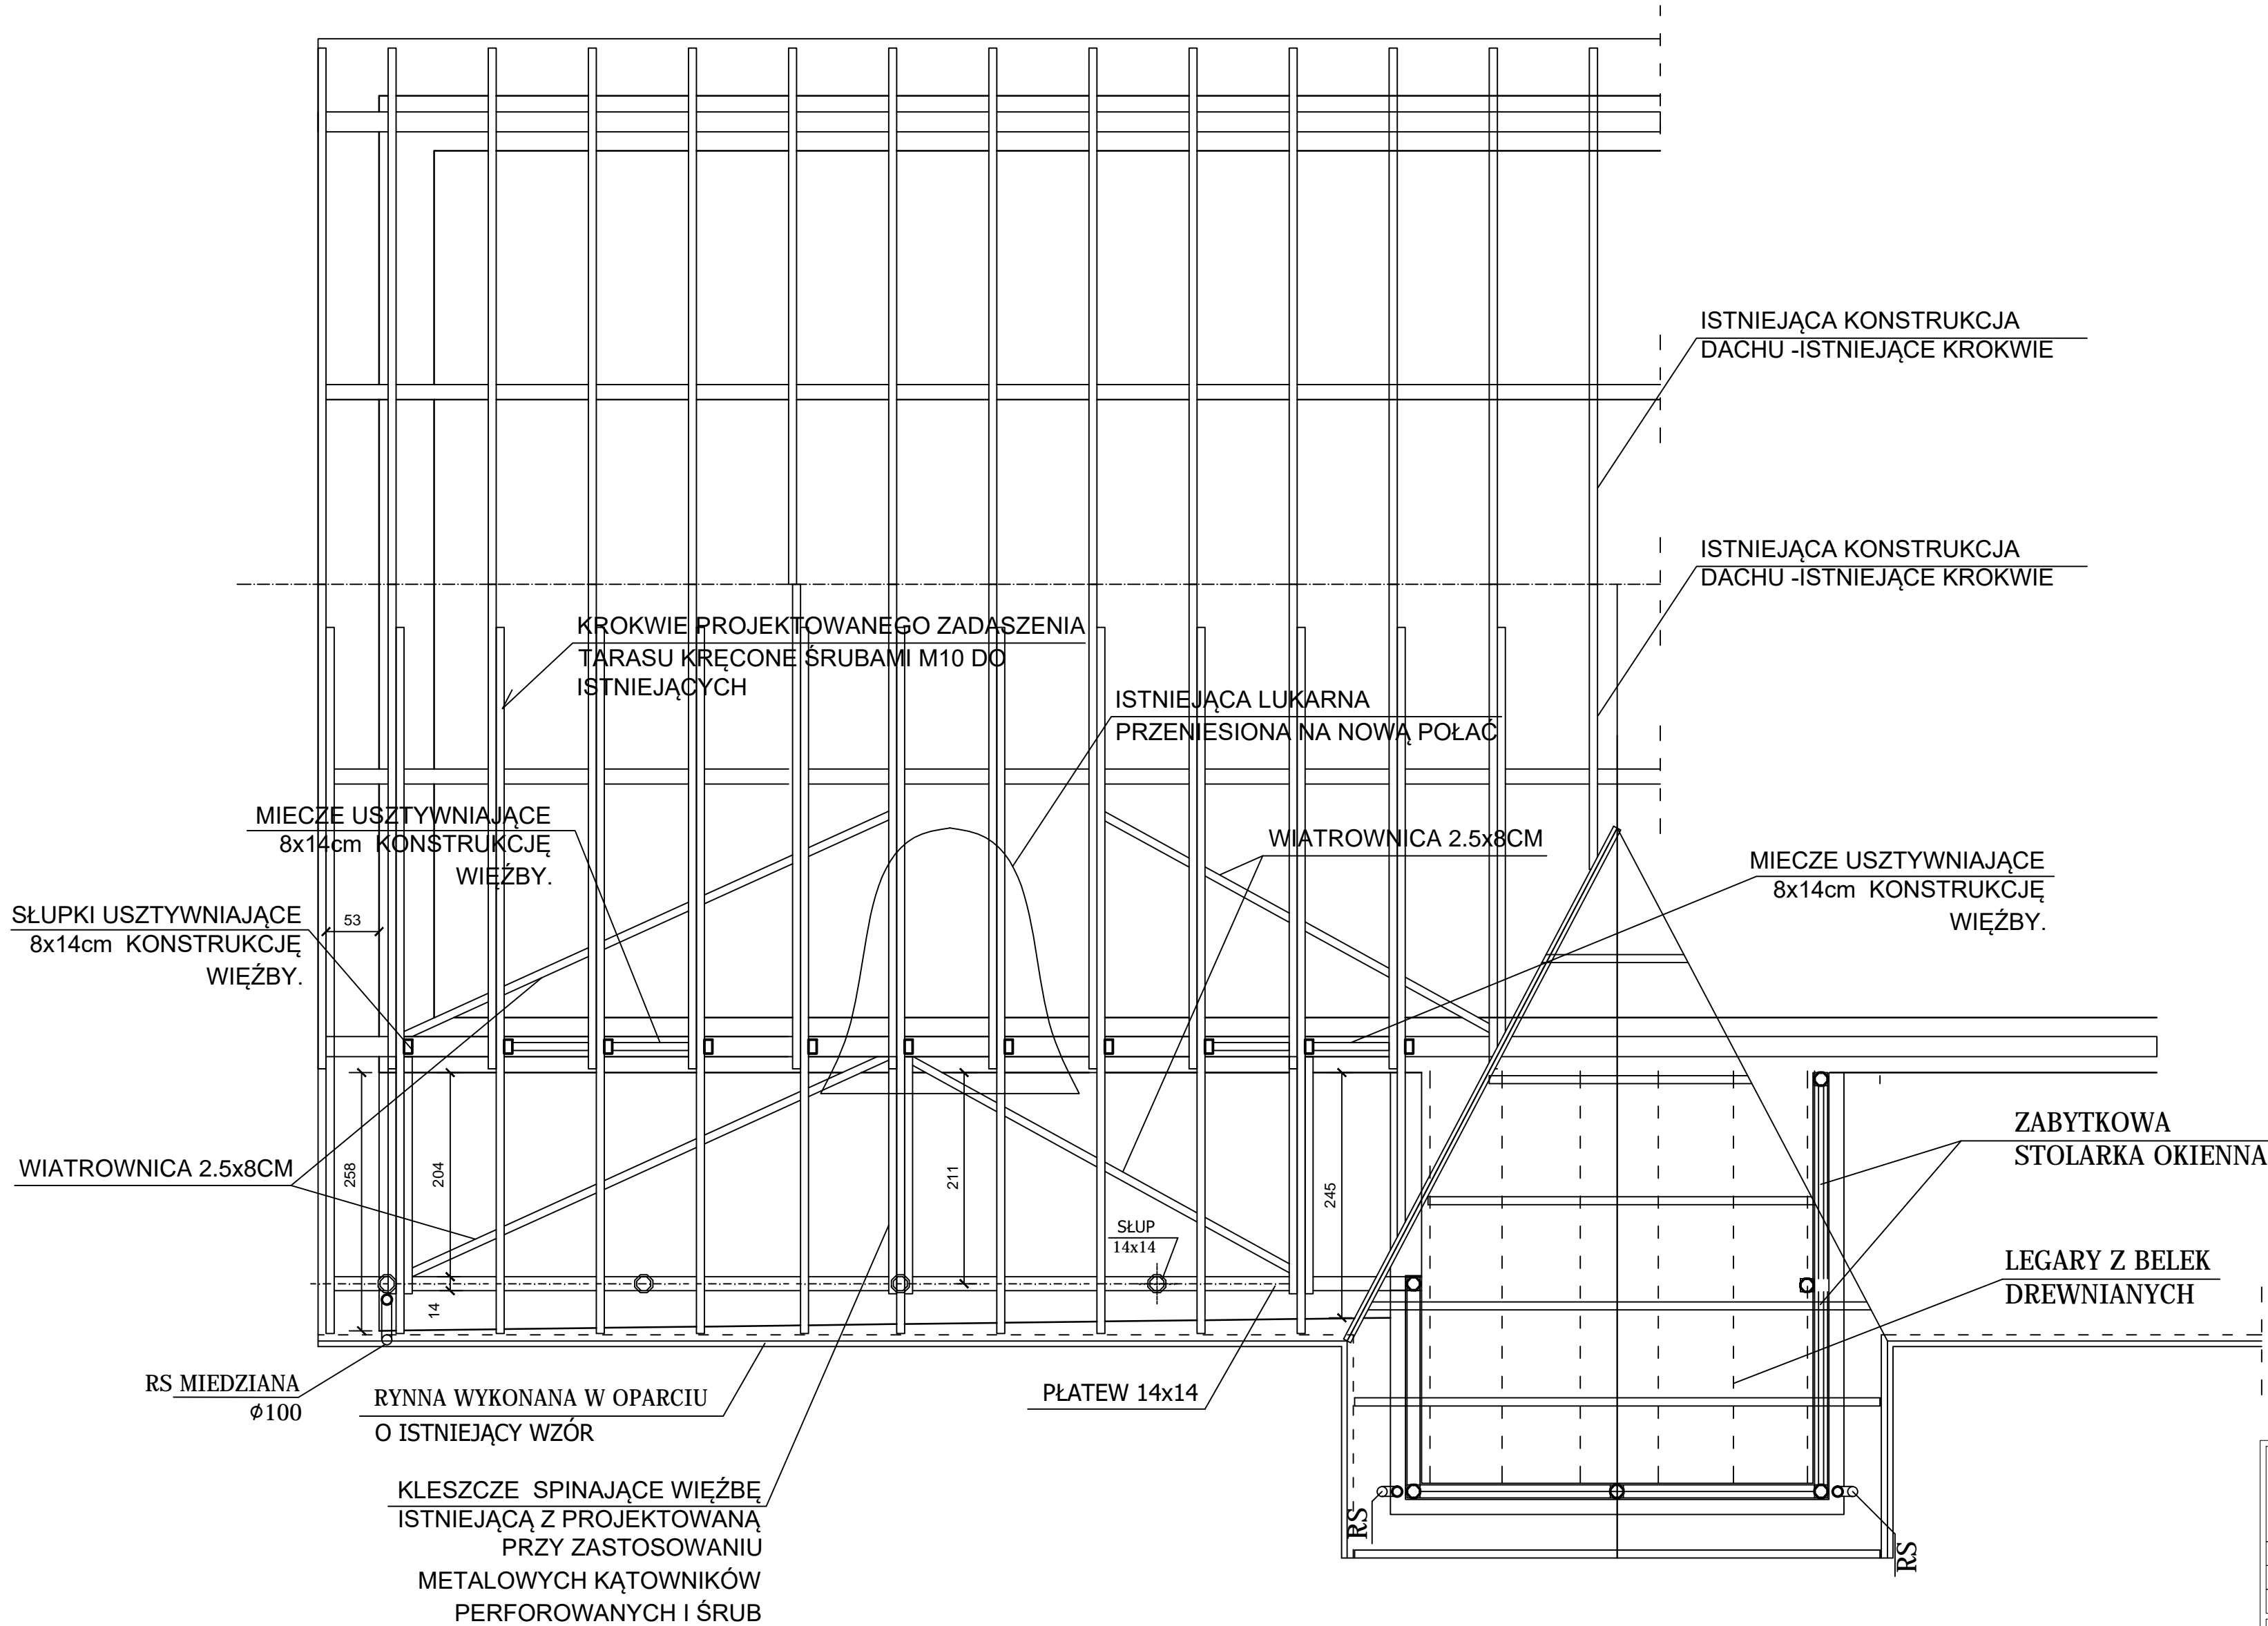 ISTNIEJĄCA KONSTRUKCJA
DACHU -ISTNIEJĄCE KROKWIE
ISTNIEJĄCA KONSTRUKCJA
DACHU -ISTNIEJĄCE KROKWIE
KROKWIE PROJEKTOWANEGO ZADASZENIA
TARASU KRĘCONE ŚRUBAMI M10 DO
ISTNIEJĄCYCH
ISTNIEJĄCA LUKARNA
PRZENIESIONA NA NOWĄ POŁAĆ
MIECZE USZTYWNIAJĄCE
8x14cm KONSTRUKCJĘ
WIĘŹBY.
WIATROWNICA 2.5x8CM
MIECZE USZTYWNIAJĄCE
8x14cm KONSTRUKCJĘ
WIĘŹBY.
SŁUPKI USZTYWNIAJĄCE
8x14cm KONSTRUKCJĘ
WIĘŹBY.
53
ZABYTKOWA
STOLARKA OKIENNA
WIATROWNICA 2.5x8CM
258
204
211
245
SŁUP
14x14
LEGARY Z BELEK
DREWNIANYCH
14
RS MIEDZIANA
ϕ100
RYNNA WYKONANA W OPARCIU
O ISTNIEJĄCY WZÓR
PŁATEW 14x14
KLESZCZE SPINAJĄCE WIĘŹBĘ
ISTNIEJĄCĄ Z PROJEKTOWANĄ
PRZY ZASTOSOWANIU
METALOWYCH KĄTOWNIKÓW
PERFOROWANYCH I ŚRUB
RS
RS